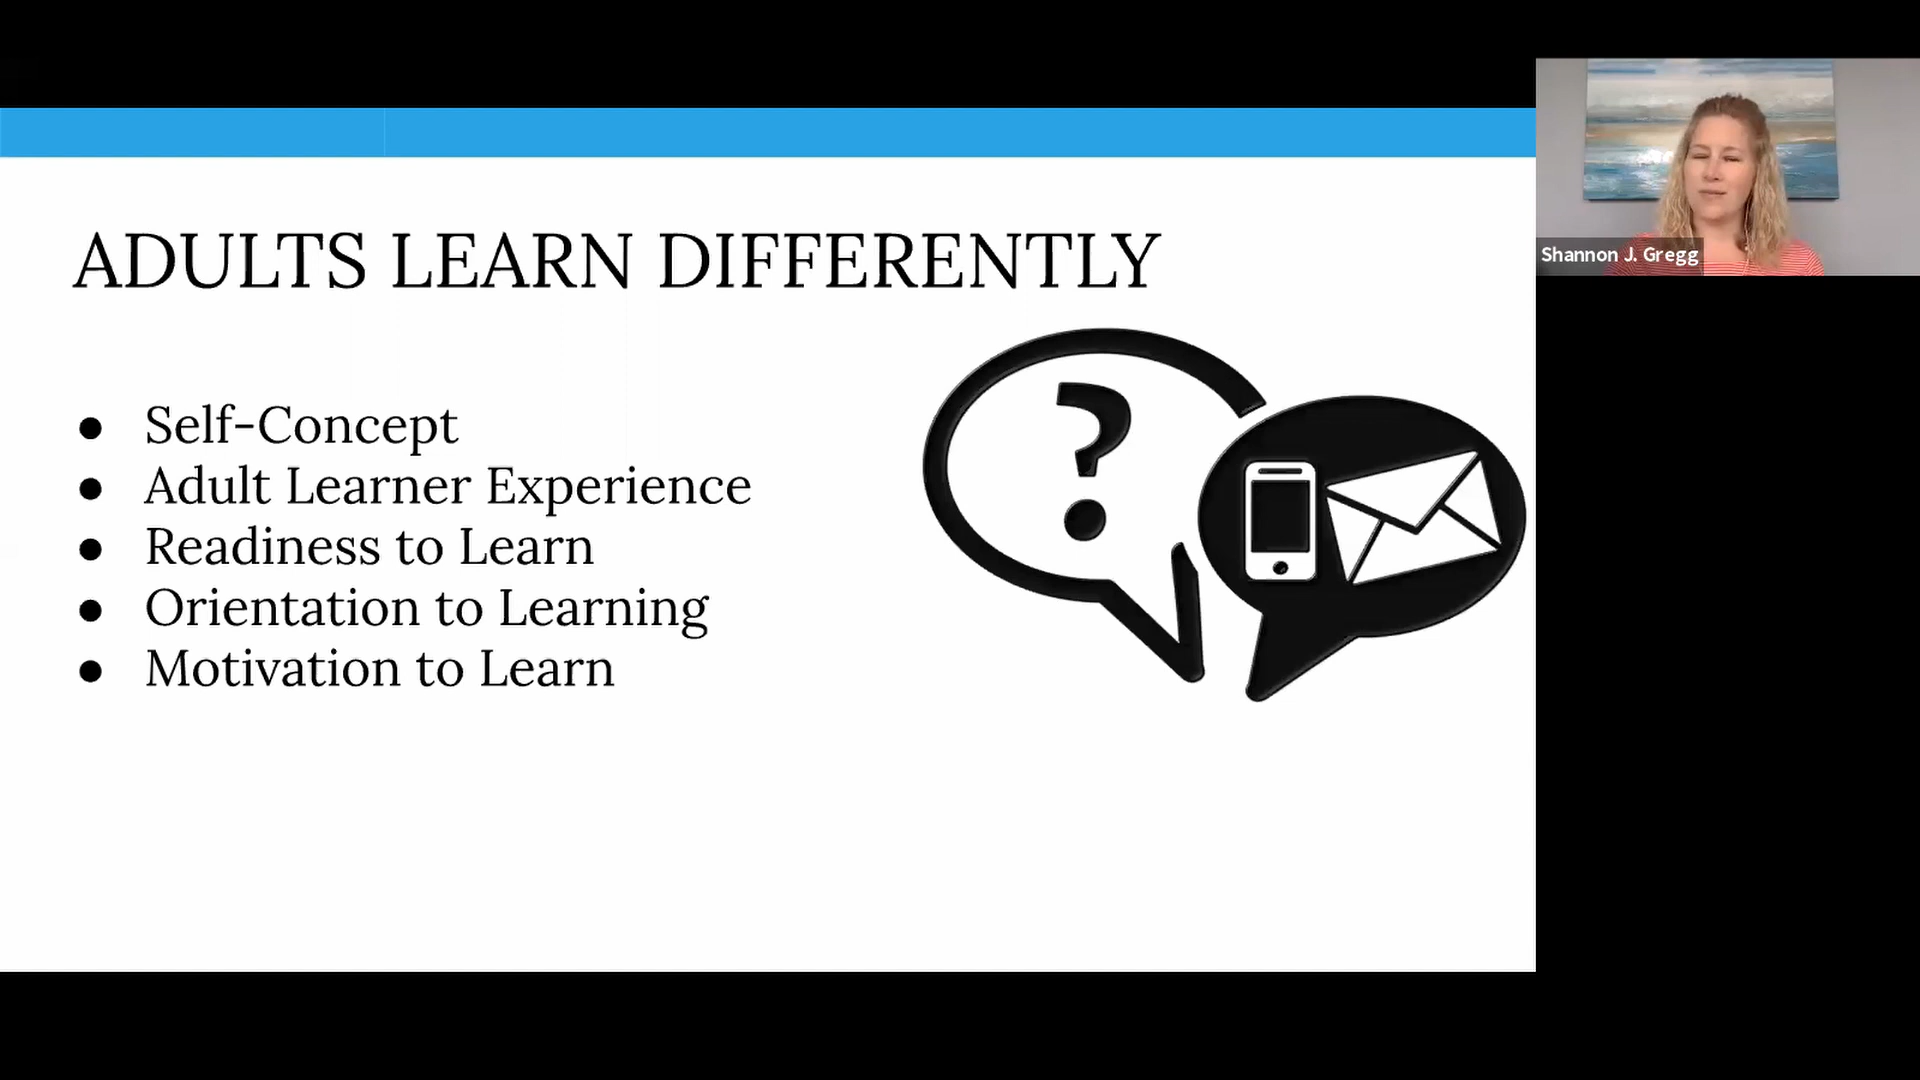 ADULTS LEARN DIFFERENTLY
● Self-Concept
● Adult Learner Experience
● Readiness to Learn
● Orientation to Learning
● Motivation to Learn
?
Shannon J. Gregg